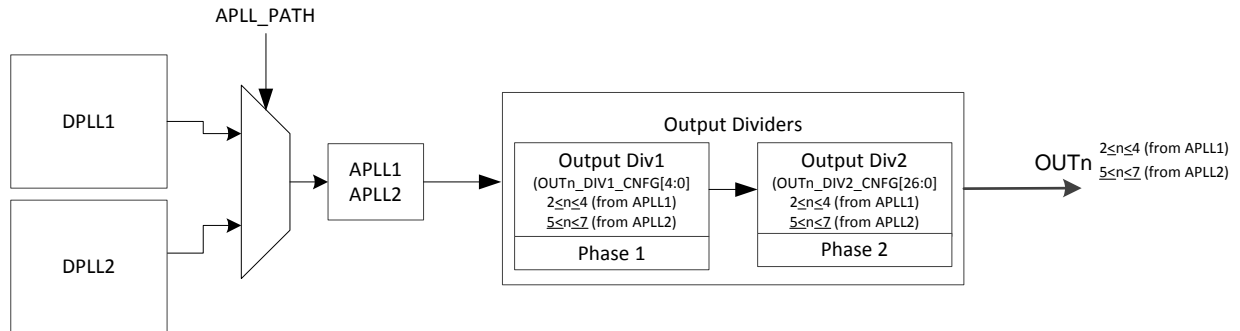 APLL_PATH
DPLL1
DPLL2
APLL1
APLL2
Output Dividers
Output Div1
(OUTn_DIV1_CNFG[4:0]
2≤n≤4 (from APLL1)
5≤n≤7 (from APLL2)
Phase 1
Output Div2
(OUTn_DIV2_CNFG[26:0]
2≤n≤4 (from APLL1)
5≤n≤7 (from APLL2)
Phase 2
OUTn
2≤n≤4 (from APLL1)
5≤n≤7 (from APLL2)